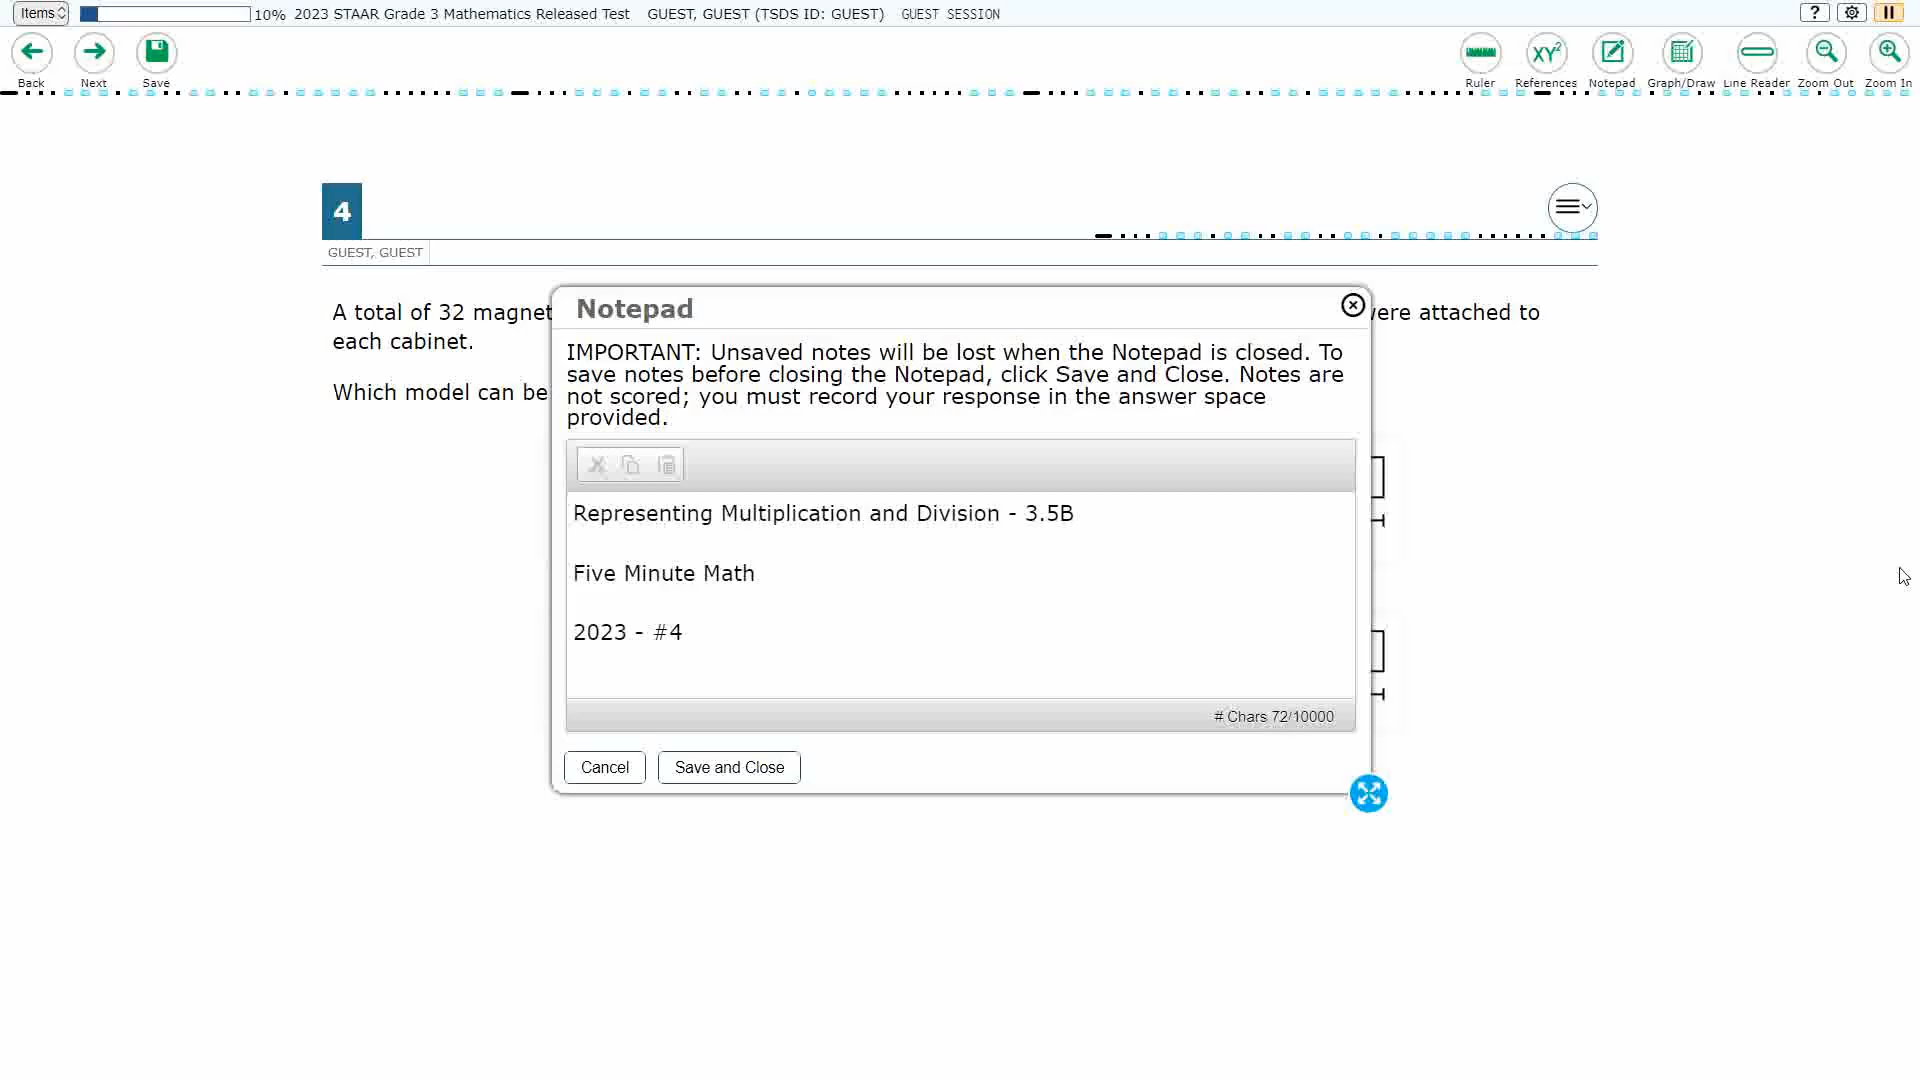 Items 10% 2023 STAAR Grade 3 Mathematics Released Test GUEST, GUEST (TSDS ID: GUEST) GUEST SESSION ?
Back Next Save Ruler XY² References Notepad Graph/Draw Line Reader Zoom Out Zoom In
4
GUEST, GUEST
A total of 32 magnet
ere attached to
each cabinet.
Which model can be
Notepad
IMPORTANT: Unsaved notes will be lost when the Notepad is closed. To
save notes before closing the Notepad, click Save and Close. Notes are
not scored; you must record your response in the answer space
provided.
Representing Multiplication and Division - 3.5B
Five Minute Math
2023 - #4
# Chars 72/10000
Cancel Save and Close